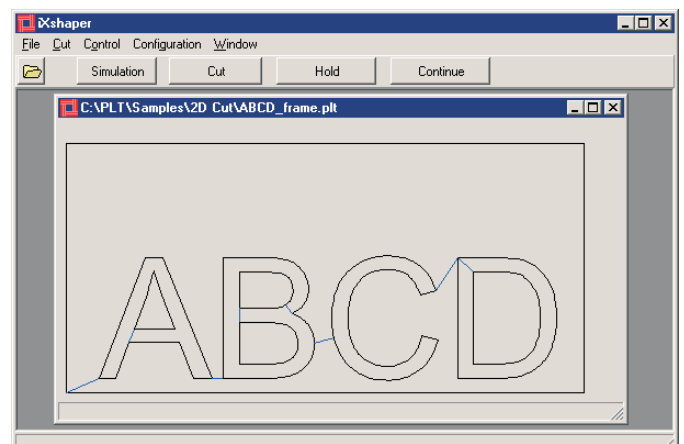 iXshaper
File Cut Control Configuration Window
Simulation Cut Hold Continue
C:\PLT\Samples\2D Cut\ABCD_frame.plt
ABCD